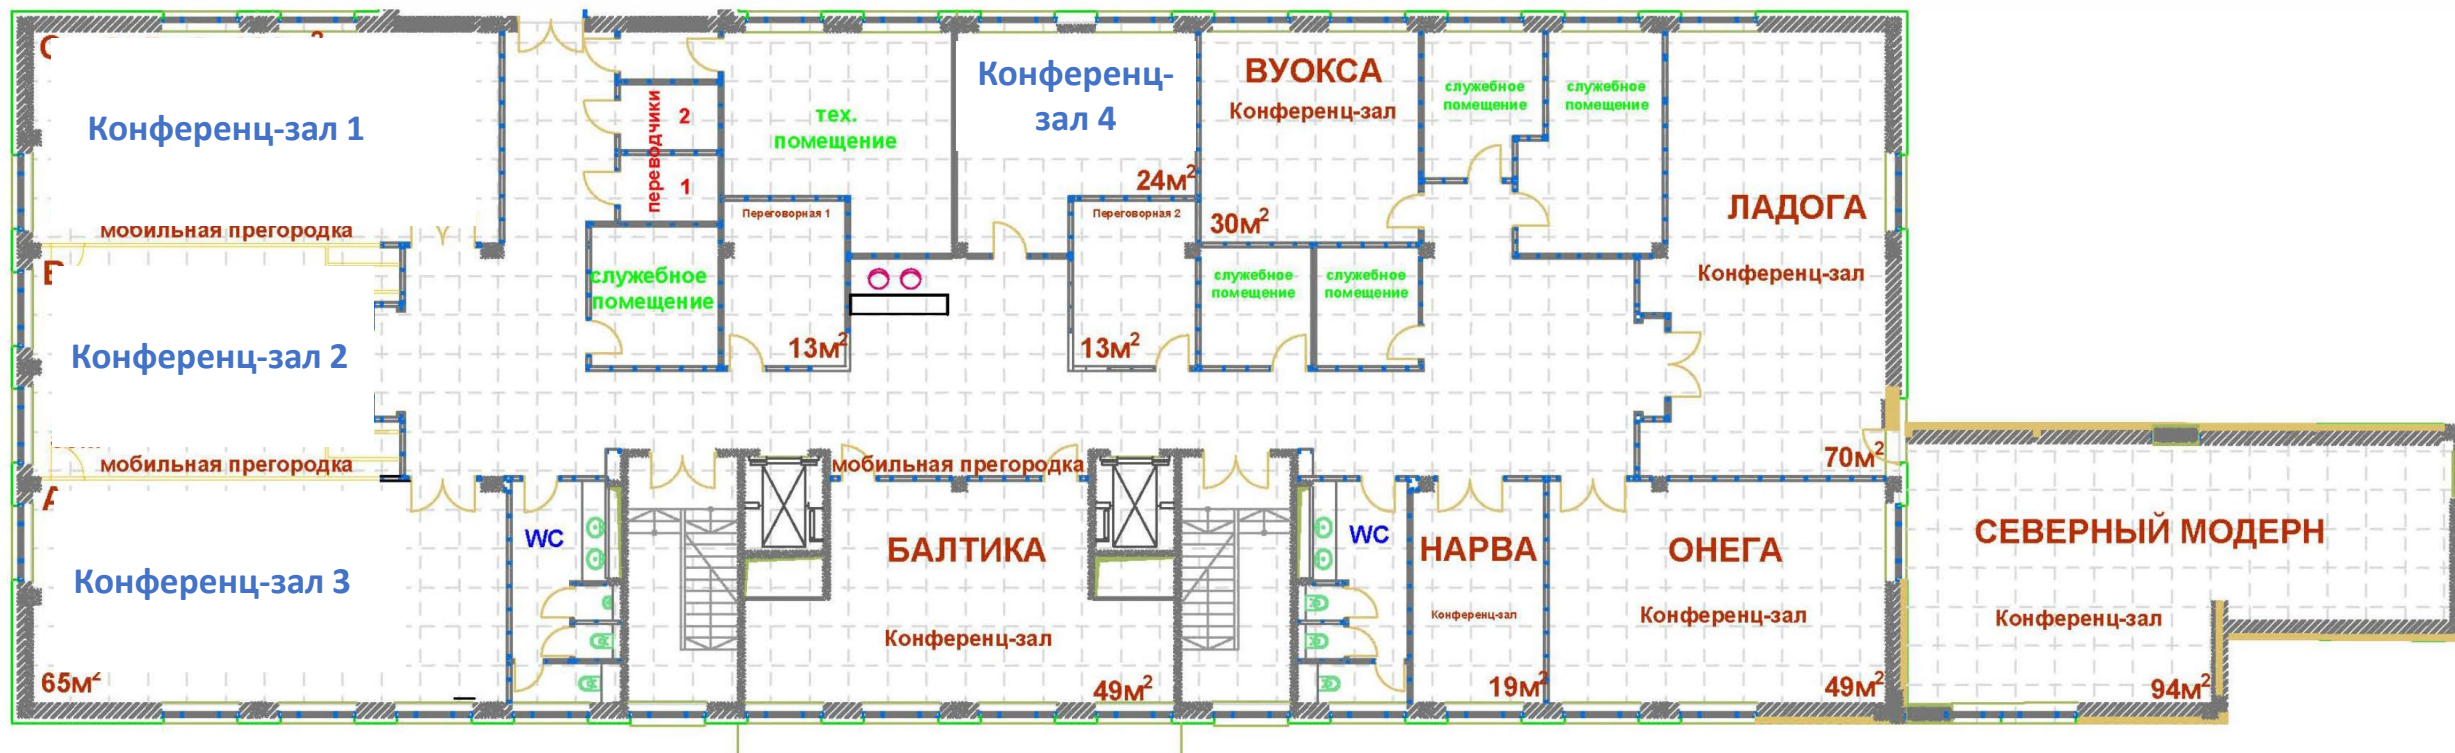 Конференц-зал 1
мобильная прегородка
Конференц-зал 2
мобильная прегородка
Конференц-зал 3
65м²
переводчики
2
1
служебное
помещение
тех.
помещение
Переговорная 1
13м²
Конференц-
зал 4
24м²
Переговорная 2
13м²
ВУОКСА
Конференц-зал
30м²
служебное
помещение
служебное
помещение
служебное
помещение
служебное
помещение
ЛАДОГА
Конференц-зал
70м²
WC
мобильная прегородка
БАЛТИКА
Конференц-зал
49м²
WC
НАРВА
Конференц-зал
19м²
ОНЕГА
Конференц-зал
49м²
СЕВЕРНЫЙ МОДЕРН
Конференц-зал
94м²